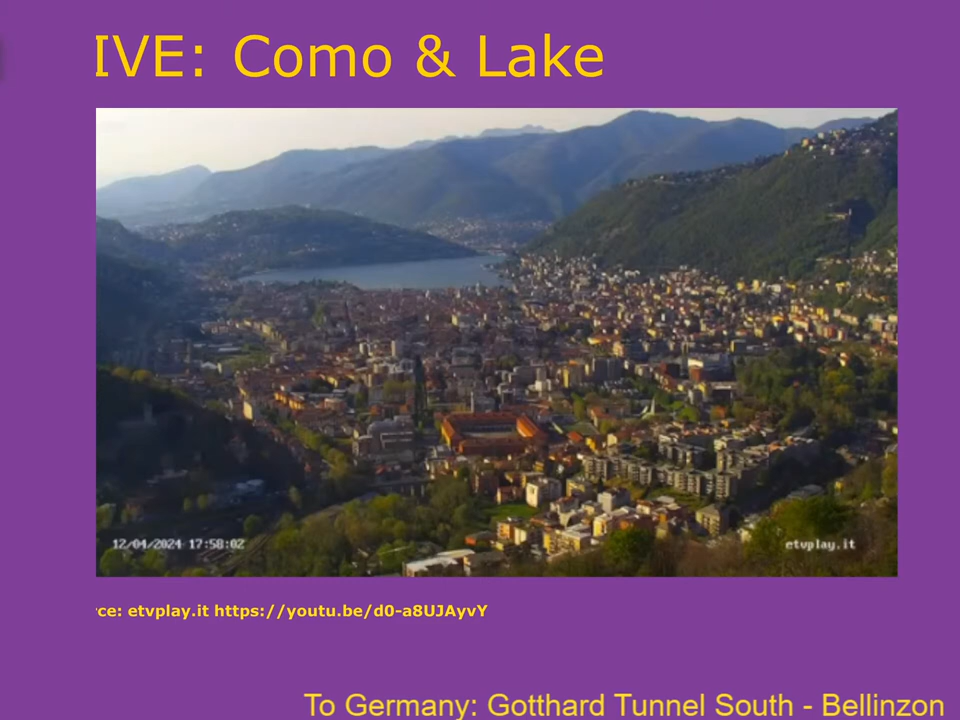 IVE: Como & Lake
12/04/2024 17:58:02
etvplay.it
rce: etvplay.it https://youtu.be/d0-a8UJAyvY
To Germany: Gotthard Tunnel South - Bellinzon